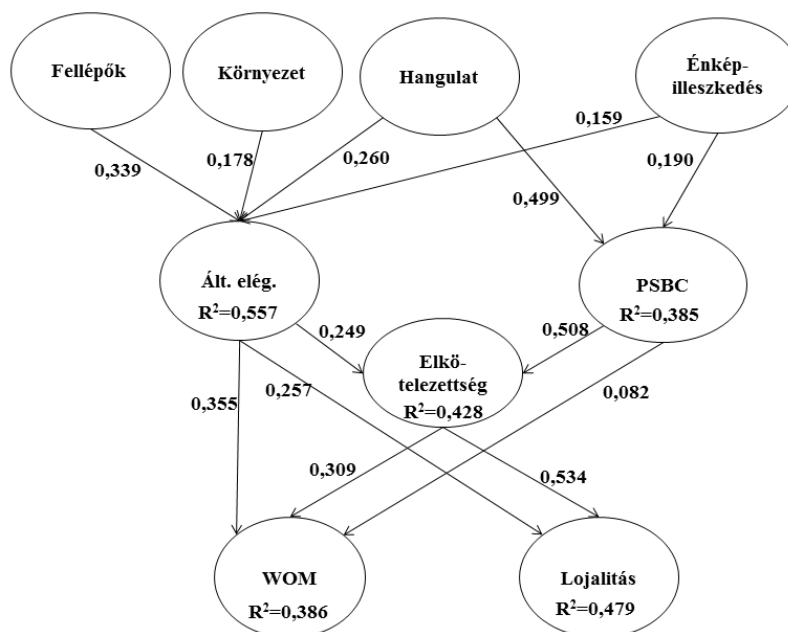 Fellépők
Környezet
Hangulat
Énkép-
illeszkedés
0,339
0,178
0,260
0,159
0,190
0,499
Ált. elég.
R²=0,557
PSBC
R²=0,385
0,249
0,508
Elkö-
telezettség
R²=0,428
0,355
0,257
0,082
0,309
0,534
WOM
R²=0,386
Lojalitás
R²=0,479